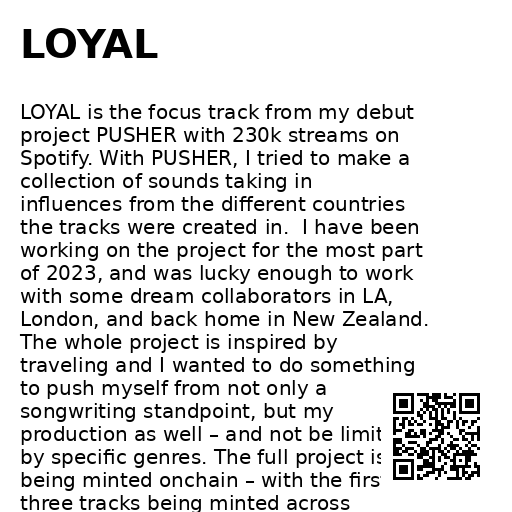 LOYAL
LOYAL is the focus track from my debut
project PUSHER with 230k streams on
Spotify. With PUSHER, I tried to make a
collection of sounds taking in
influences from the different countries
the tracks were created in.  I have been
working on the project for the most part
of 2023, and was lucky enough to work
with some dream collaborators in LA,
London, and back home in New Zealand.
The whole project is inspired by
traveling and I wanted to do something
to push myself from not only a
songwriting standpoint, but my
production as well – and not be limit
by specific genres. The full project is
being minted onchain – with the first
three tracks being minted across